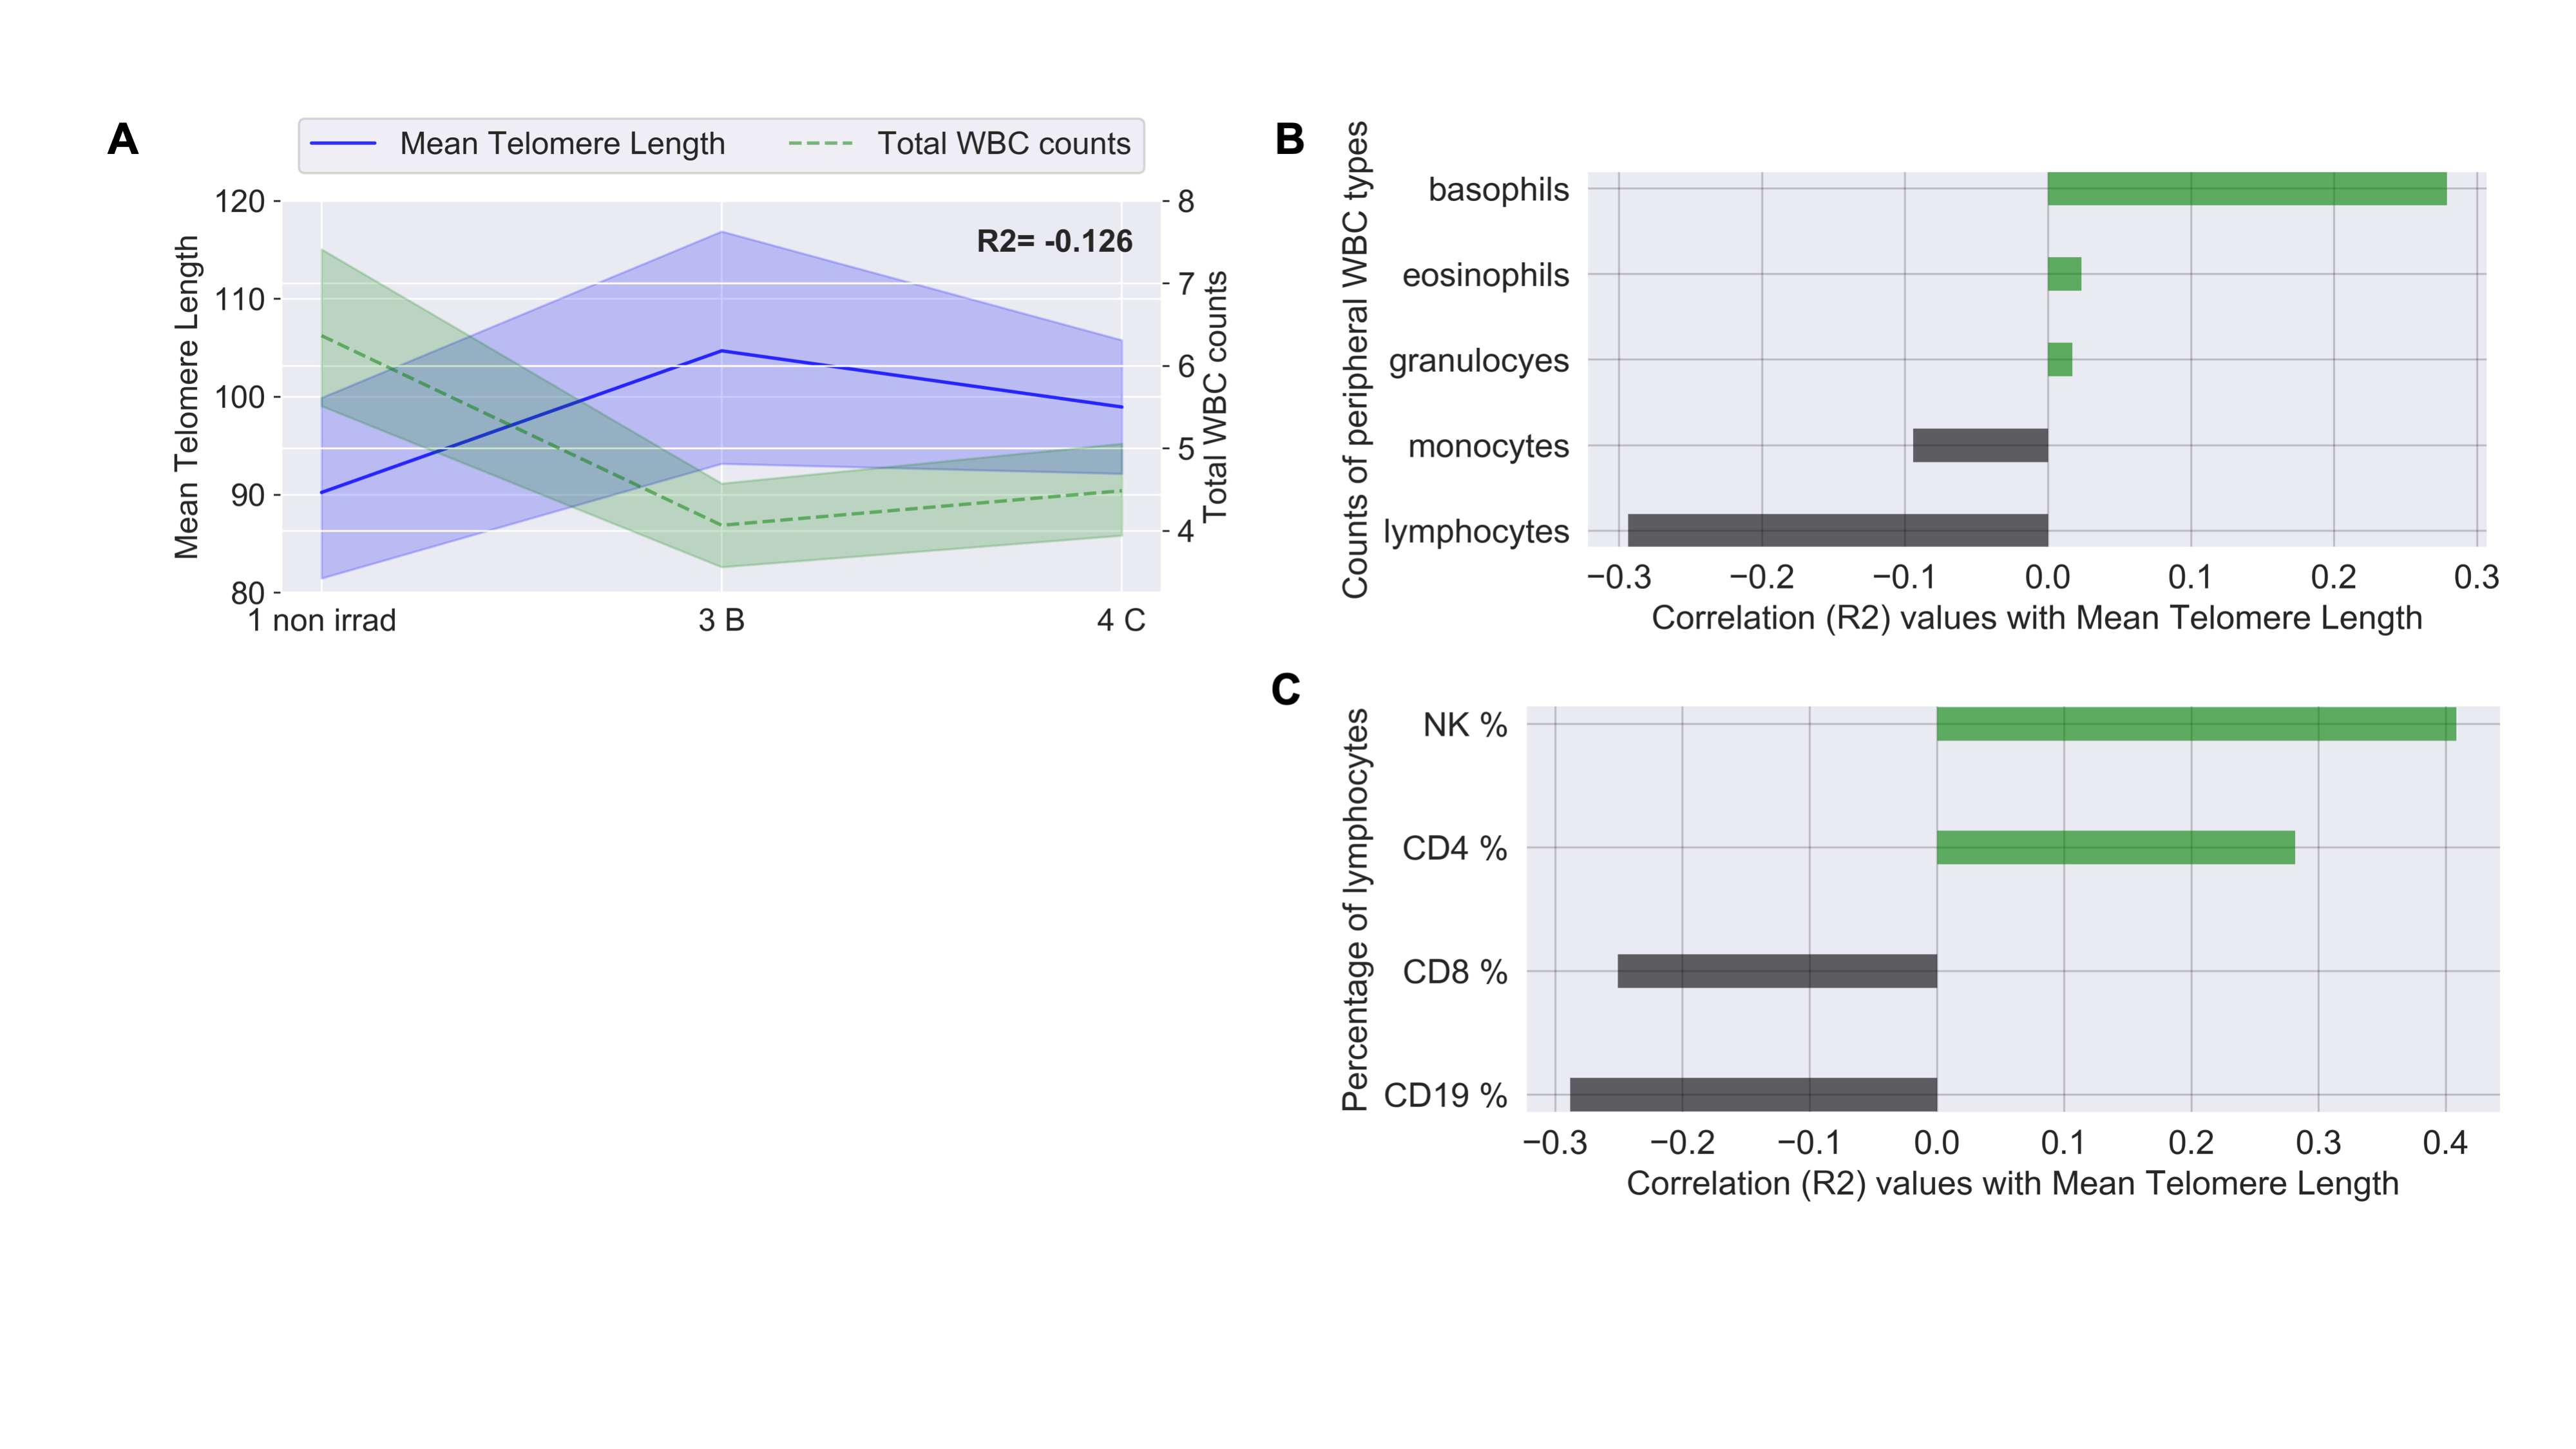 A
Mean Telomere Length
Total WBC counts
120
110
100
90
80
Mean Telomere Length
R2= -0.126
8
7
6
5
4
Total WBC counts
1 non irrad
3 B
4 C
B
Counts of peripheral WBC types
basophils
eosinophils
granulocyes
monocytes
lymphocytes
−0.3 −0.2 −0.1 0.0 0.1 0.2 0.3
Correlation (R2) values with Mean Telomere Length
C
Percentage of lymphocytes
NK %
CD4 %
CD8 %
CD19 %
−0.3 −0.2 −0.1 0.0 0.1 0.2 0.3 0.4
Correlation (R2) values with Mean Telomere Length